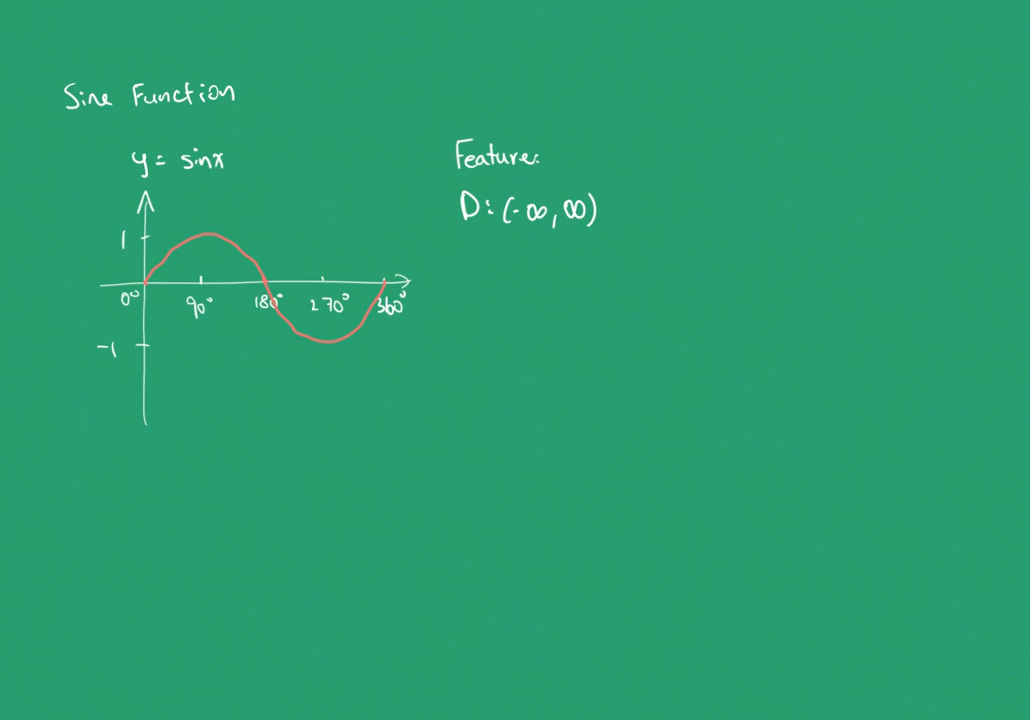 Sine Function
y = sinx
Feature:
D: (-∞, ∞)
1
0° 90° 180° 270° 360°
-1